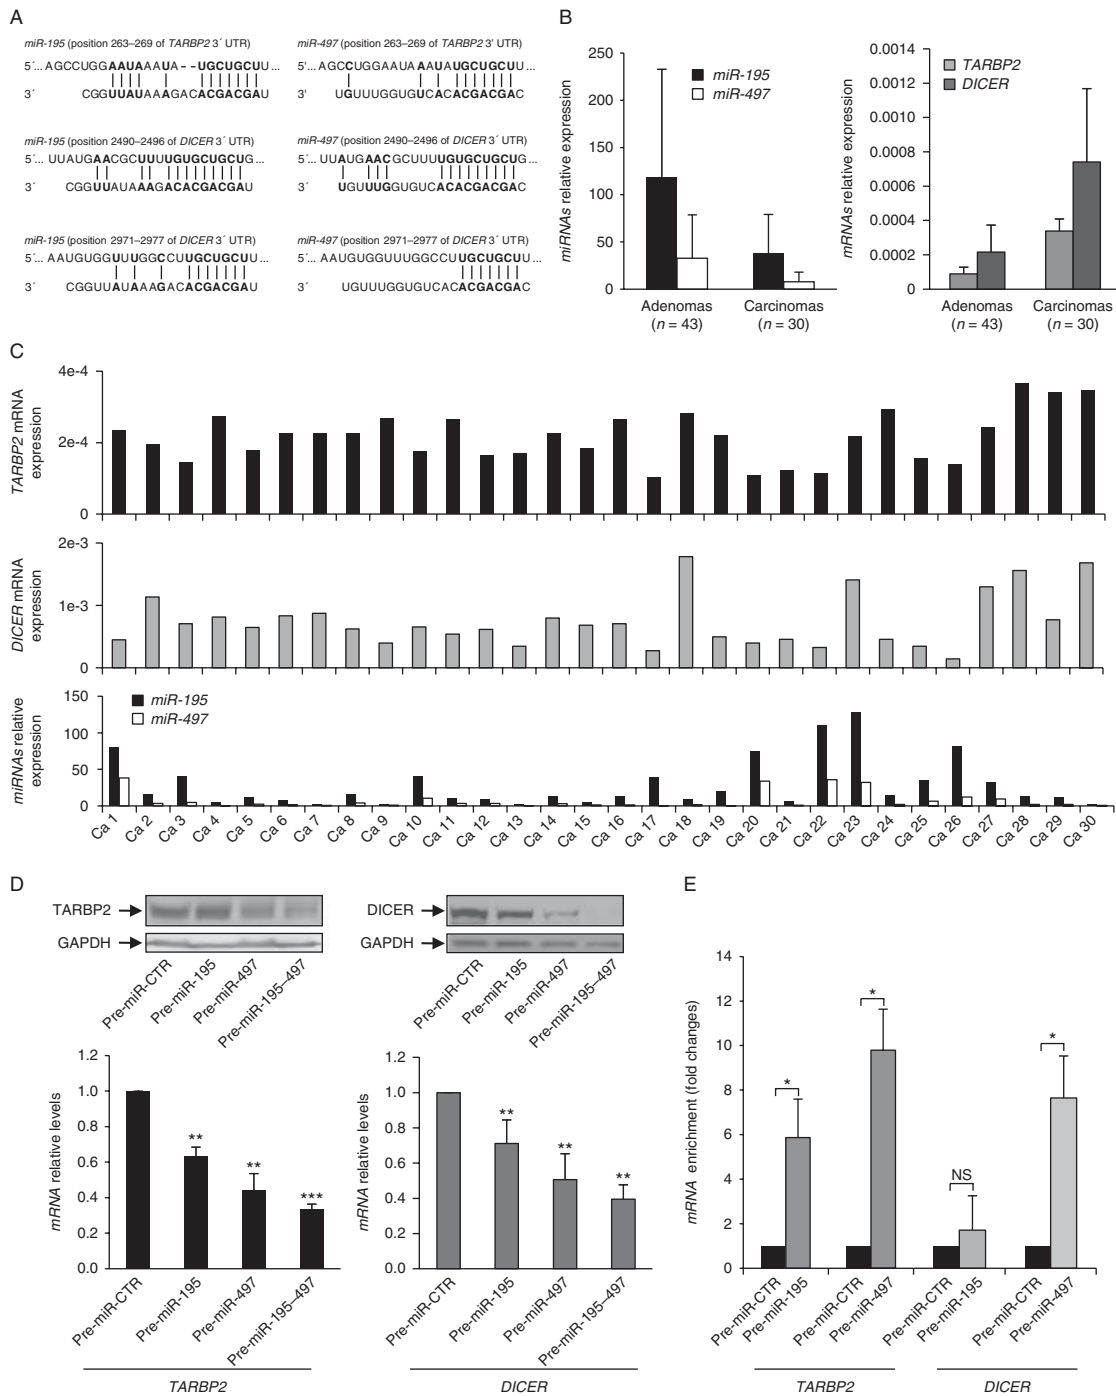 A
miR-195 (position 263–269 of TARBP2 3´ UTR)
5´... AGCCUGGAAUAAAUA--UGCUGCUU...
3´ CGGUUAUAAAGACACGACGAU
miR-497 (position 263–269 of TARBP2 3' UTR)
5'... AGCCUGGAAUAAAUAUGCUGCUU...
3' UGUUUGGUGUCACACGACGAC
miR-195 (position 2490–2496 of DICER 3´ UTR)
5´... UUAUGAACGCUUUUGUGCUGCUG...
3´ CGGUUAUAAAGACACGACGAU
miR-497 (position 2490–2496 of DICER 3´ UTR)
5´... UUAUGAACGCUUUUGUGCUGCUG...
3´ UGUUUGGUGUCACACGACGAC
miR-195 (position 2971–2977 of DICER 3´ UTR)
5´... AAUGUGGUUUGGCCUUGCUGCUU...
3´ CGGUUAUAAAGACACGACGAU
miR-497 (position 2971–2977 of DICER 3´ UTR)
5´... AAUGUGGUUUGGCCUUGCUGCUU...
3´ UGUUUGGUGUCACACGACGAC
B
miRNAs relative expression
250
200
150
100
50
0
miR-195
miR-497
Adenomas
(n = 43)
Carcinomas
(n = 30)
mRNAs relative expression
0.0014
0.0012
0.0010
0.0008
0.0006
0.0004
0.0002
0
TARBP2
DICER
Adenomas
(n = 43)
Carcinomas
(n = 30)
C
TARBP2 mRNA
expression
4e-4
2e-4
0
DICER mRNA
expression
2e-3
1e-3
0
miRNAs relative
expression
150
100
50
0
miR-195
miR-497
Ca 1
Ca 2
Ca 3
Ca 4
Ca 5
Ca 6
Ca 7
Ca 8
Ca 9
Ca 10
Ca 11
Ca 12
Ca 13
Ca 14
Ca 15
Ca 16
Ca 17
Ca 18
Ca 19
Ca 20
Ca 21
Ca 22
Ca 23
Ca 24
Ca 25
Ca 26
Ca 27
Ca 28
Ca 29
Ca 30
D
TARBP2
GAPDH
Pre-miR-CTR
Pre-miR-195
Pre-miR-497
Pre-miR-195–497
DICER
GAPDH
Pre-miR-CTR
Pre-miR-195
Pre-miR-497
Pre-miR-195–497
mRNA relative levels
1.2
1.0
0.8
0.6
0.4
0.2
0.0
**
**
***
Pre-miR-CTR
Pre-miR-195
Pre-miR-497
Pre-miR-195–497
TARBP2
mRNA relative levels
1.2
1.0
0.8
0.6
0.4
0.2
0.0
**
**
**
Pre-miR-CTR
Pre-miR-195
Pre-miR-497
Pre-miR-195–497
DICER
E
mRNA enrichment (fold changes)
14
12
10
8
6
4
2
0
*
*
NS
*
Pre-miR-CTR
Pre-miR-195
Pre-miR-CTR
Pre-miR-497
Pre-miR-CTR
Pre-miR-195
Pre-miR-CTR
Pre-miR-497
TARBP2
DICER